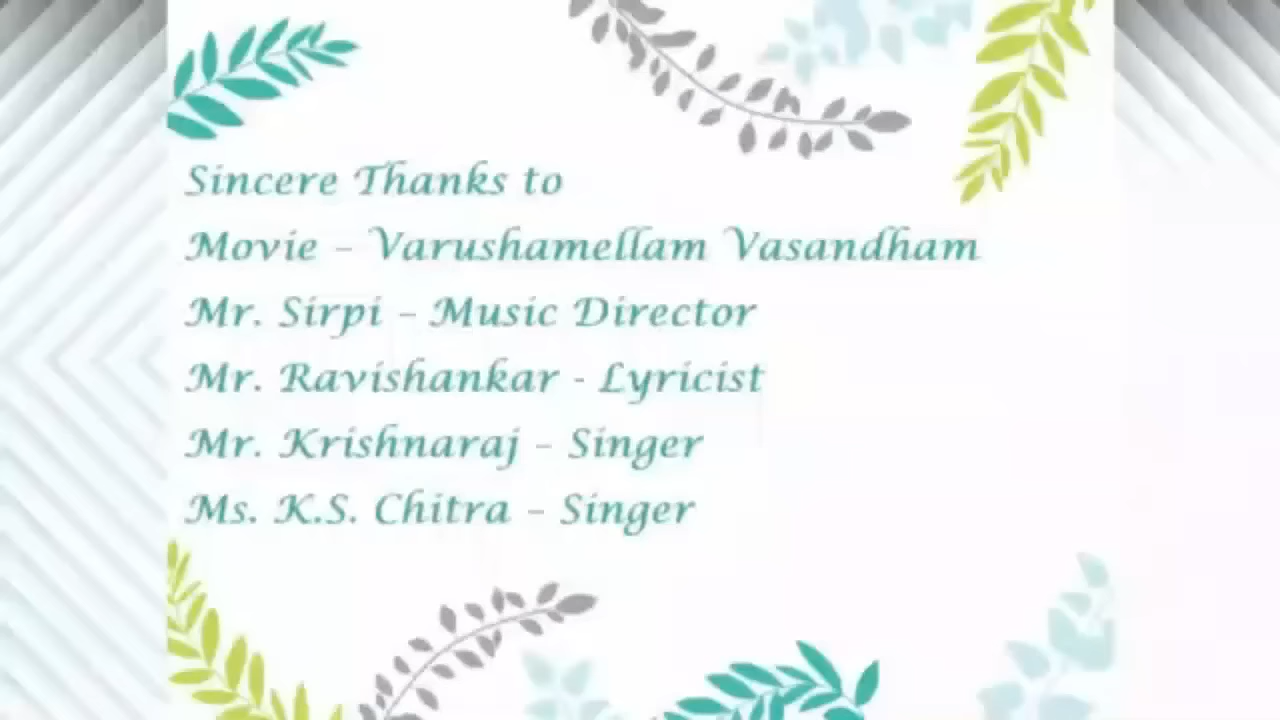 Sincere Thanks to
Movie – Varushamellam Vasandham
Mr. Sirpi – Music Director
Mr. Ravishankar - Lyricist
Mr. Krishnaraj – Singer
Ms. K.S. Chitra – Singer